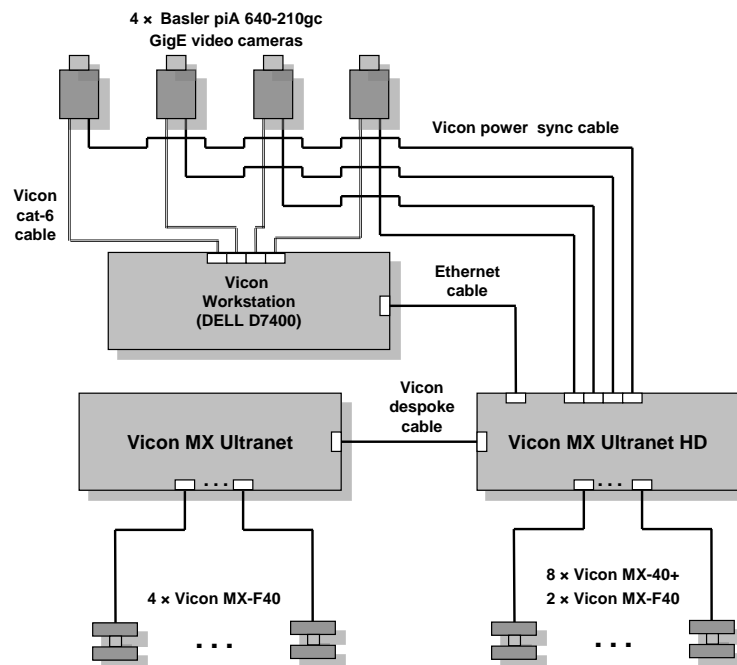 4 × Basler piA 640-210gc
GigE video cameras
Vicon power sync cable
Vicon
cat-6
cable
Vicon
Workstation
(DELL D7400)
Ethernet
cable
Vicon
despoke
cable
Vicon MX Ultranet
Vicon MX Ultranet HD
. . .
. . .
4 × Vicon MX-F40
8 × Vicon MX-40+
2 × Vicon MX-F40
. . .
. . .